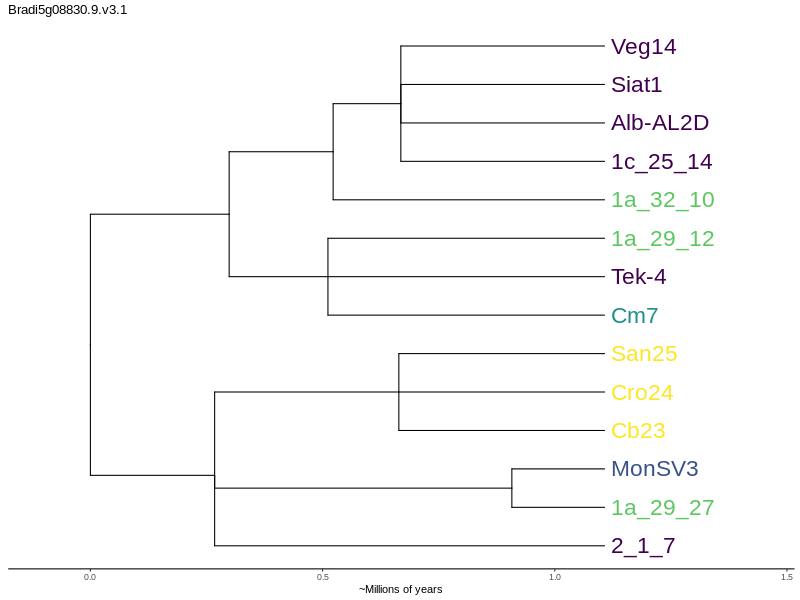 Bradi5g08830.9.v3.1
Veg14
Siat1
Alb-AL2D
1c_25_14
1a_32_10
1a_29_12
Tek-4
Cm7
San25
Cro24
Cb23
MonSV3
1a_29_27
2_1_7
0.0 0.5 1.0 1.5
~Millions of years